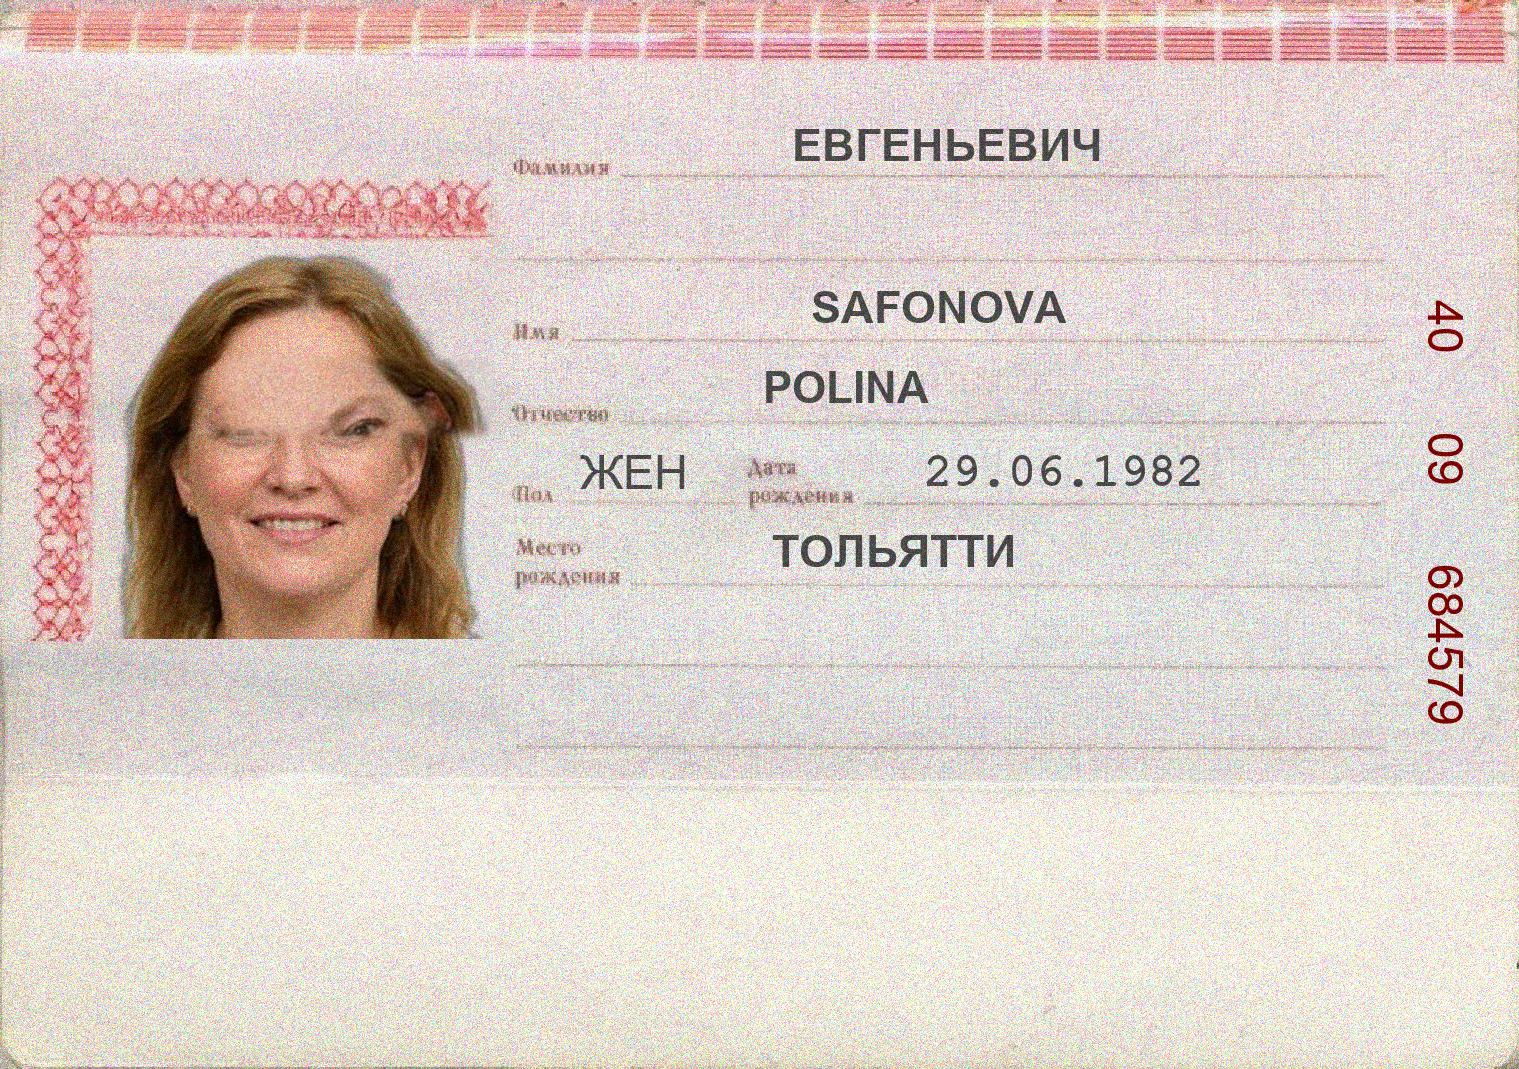 Фамилия ЕВГЕНЬЕВИЧ
Имя SAFONOVA
Отчество POLINA
Пол ЖЕН Дата рождения 29.06.1982
Место рождения ТОЛЬЯТТИ
40 09 684579